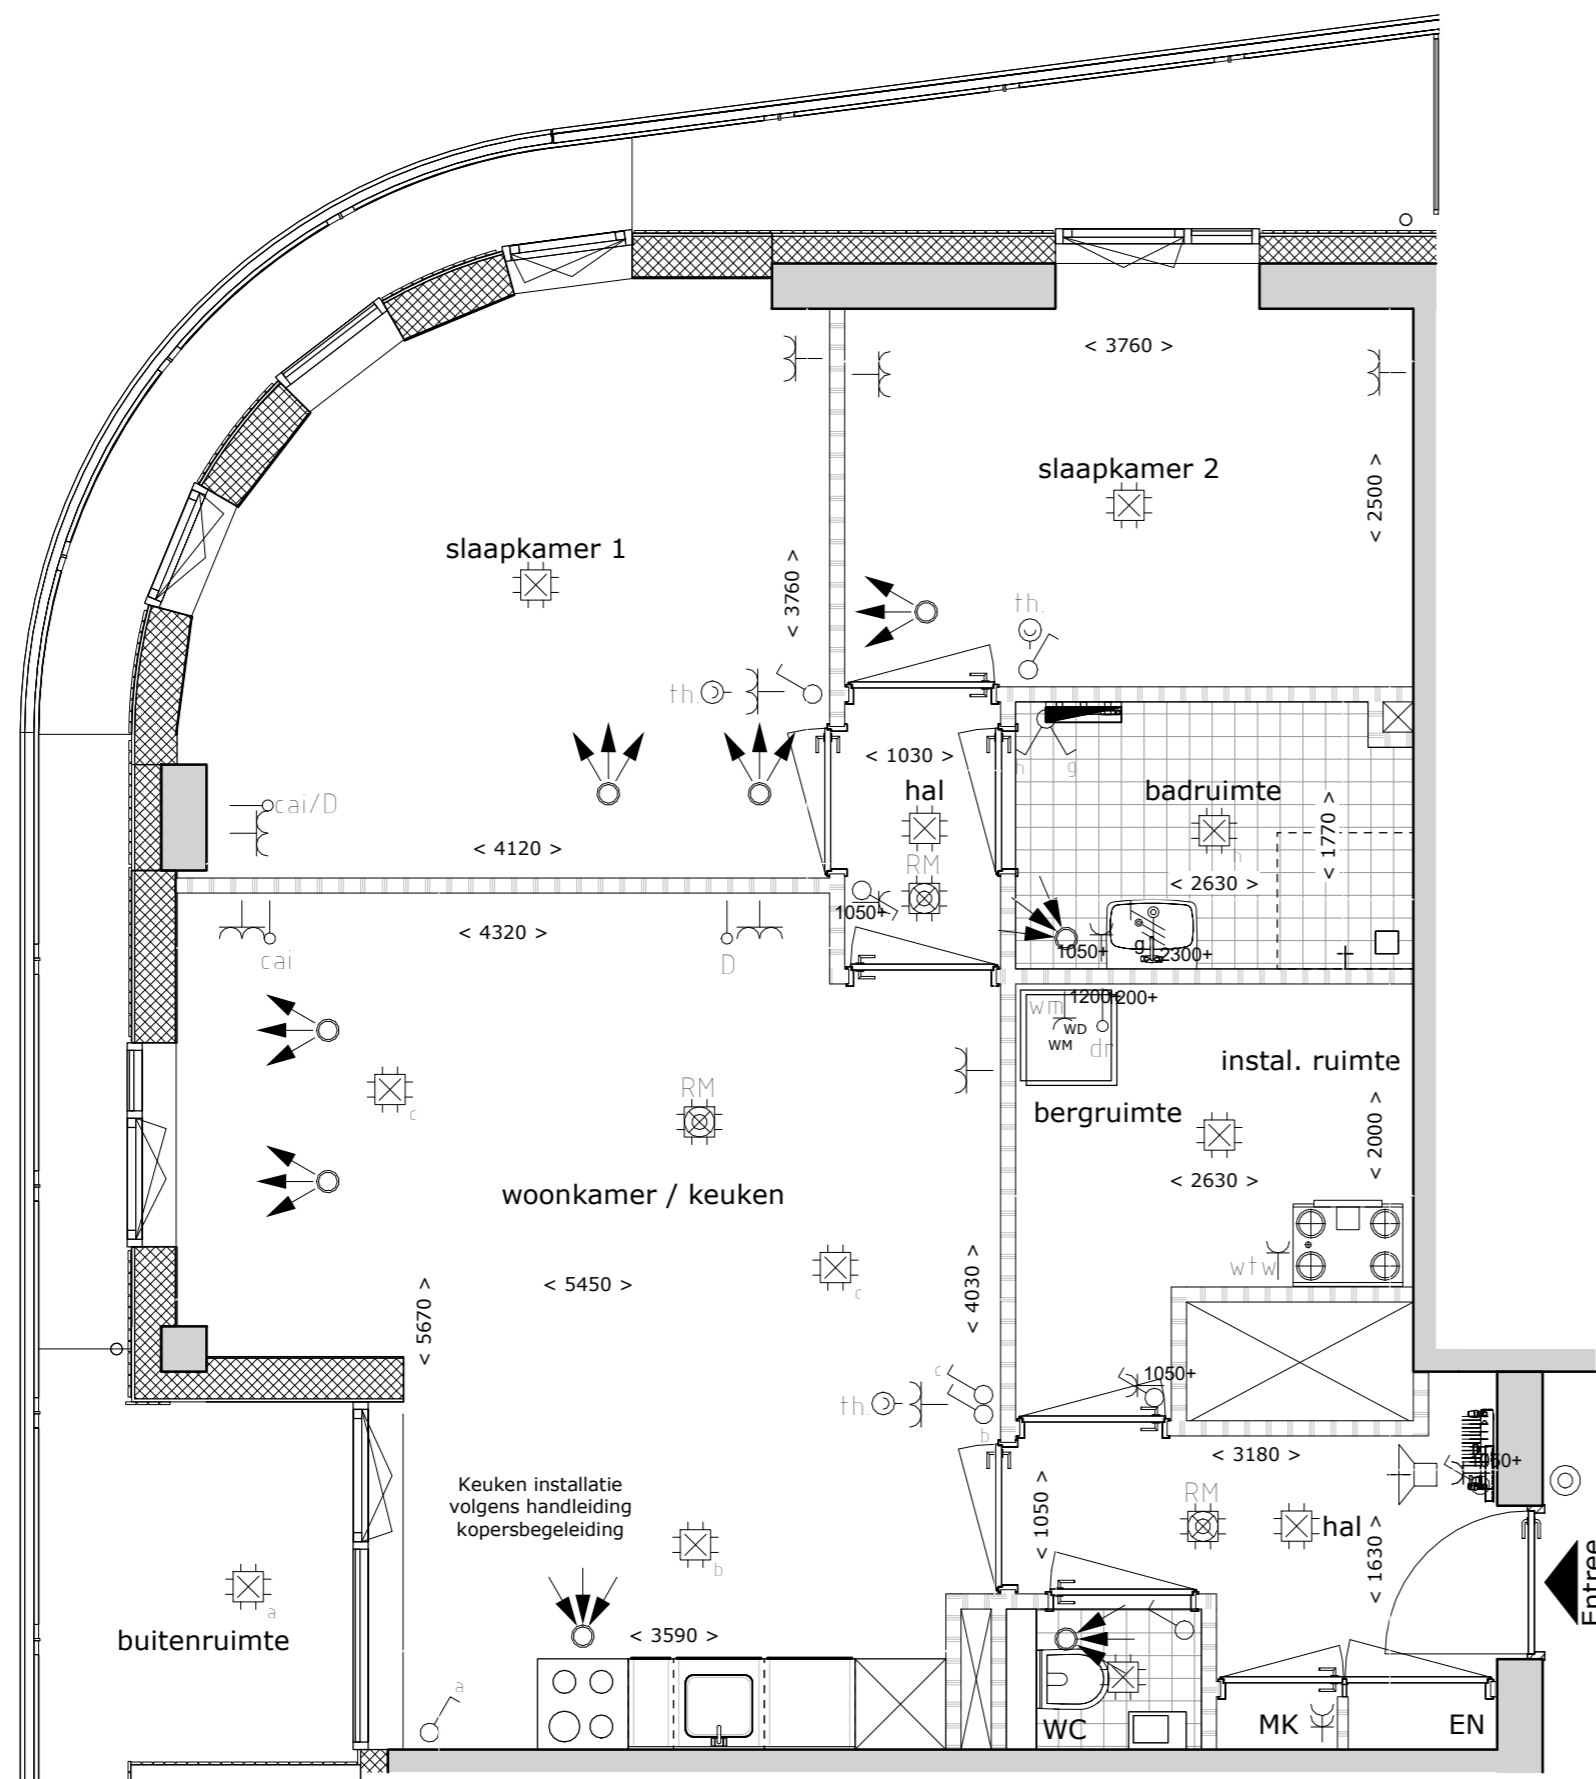 < 3760 >
slaapkamer 2
< 2500 >
slaapkamer 1
< 3760 >
th.
th.
< 1030 >
hal
h
g
badruimte
cai/D
< 4120 >
RM
h
< 1770 >
< 2630 >
1050+
< 4320 >
cai
D
1050+
g
2300+
wm
1200+
200+
WD
WM
dr
instal. ruimte
bergruimte
RM
c
< 2000 >
< 2630 >
woonkamer / keuken
wtw
c
< 5450 >
< 5670 >
< 4030 >
c
1050+
th.
b
< 3180 >
1050+
Keuken installatie
volgens handleiding
kopersbegeleiding
RM
< 1050 >
hal
< 1630 >
b
Entree
a
buitenruimte
< 3590 >
a
WC
MK
EN